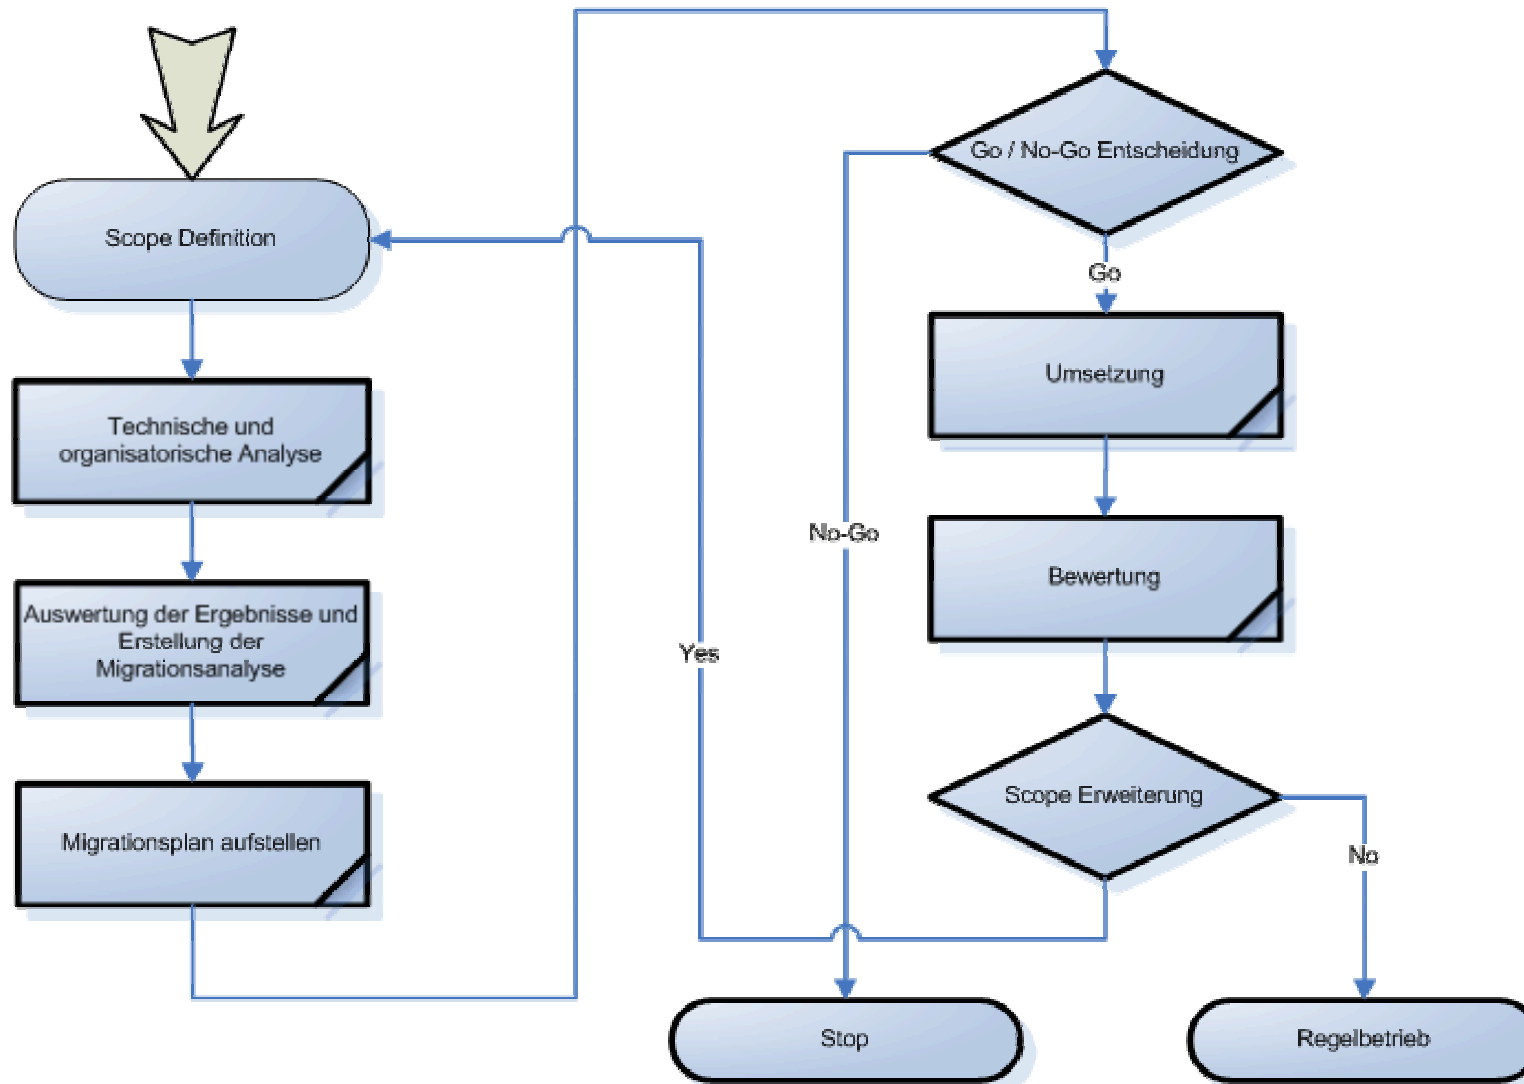 Scope Definition
Technische und
organisatorische Analyse
Auswertung der Ergebnisse und
Erstellung der
Migrationsanalyse
Migrationsplan aufstellen
Go / No-Go Entscheidung
Go
Umsetzung
No-Go
Bewertung
Yes
Scope Erweiterung
No
Stop
Regelbetrieb